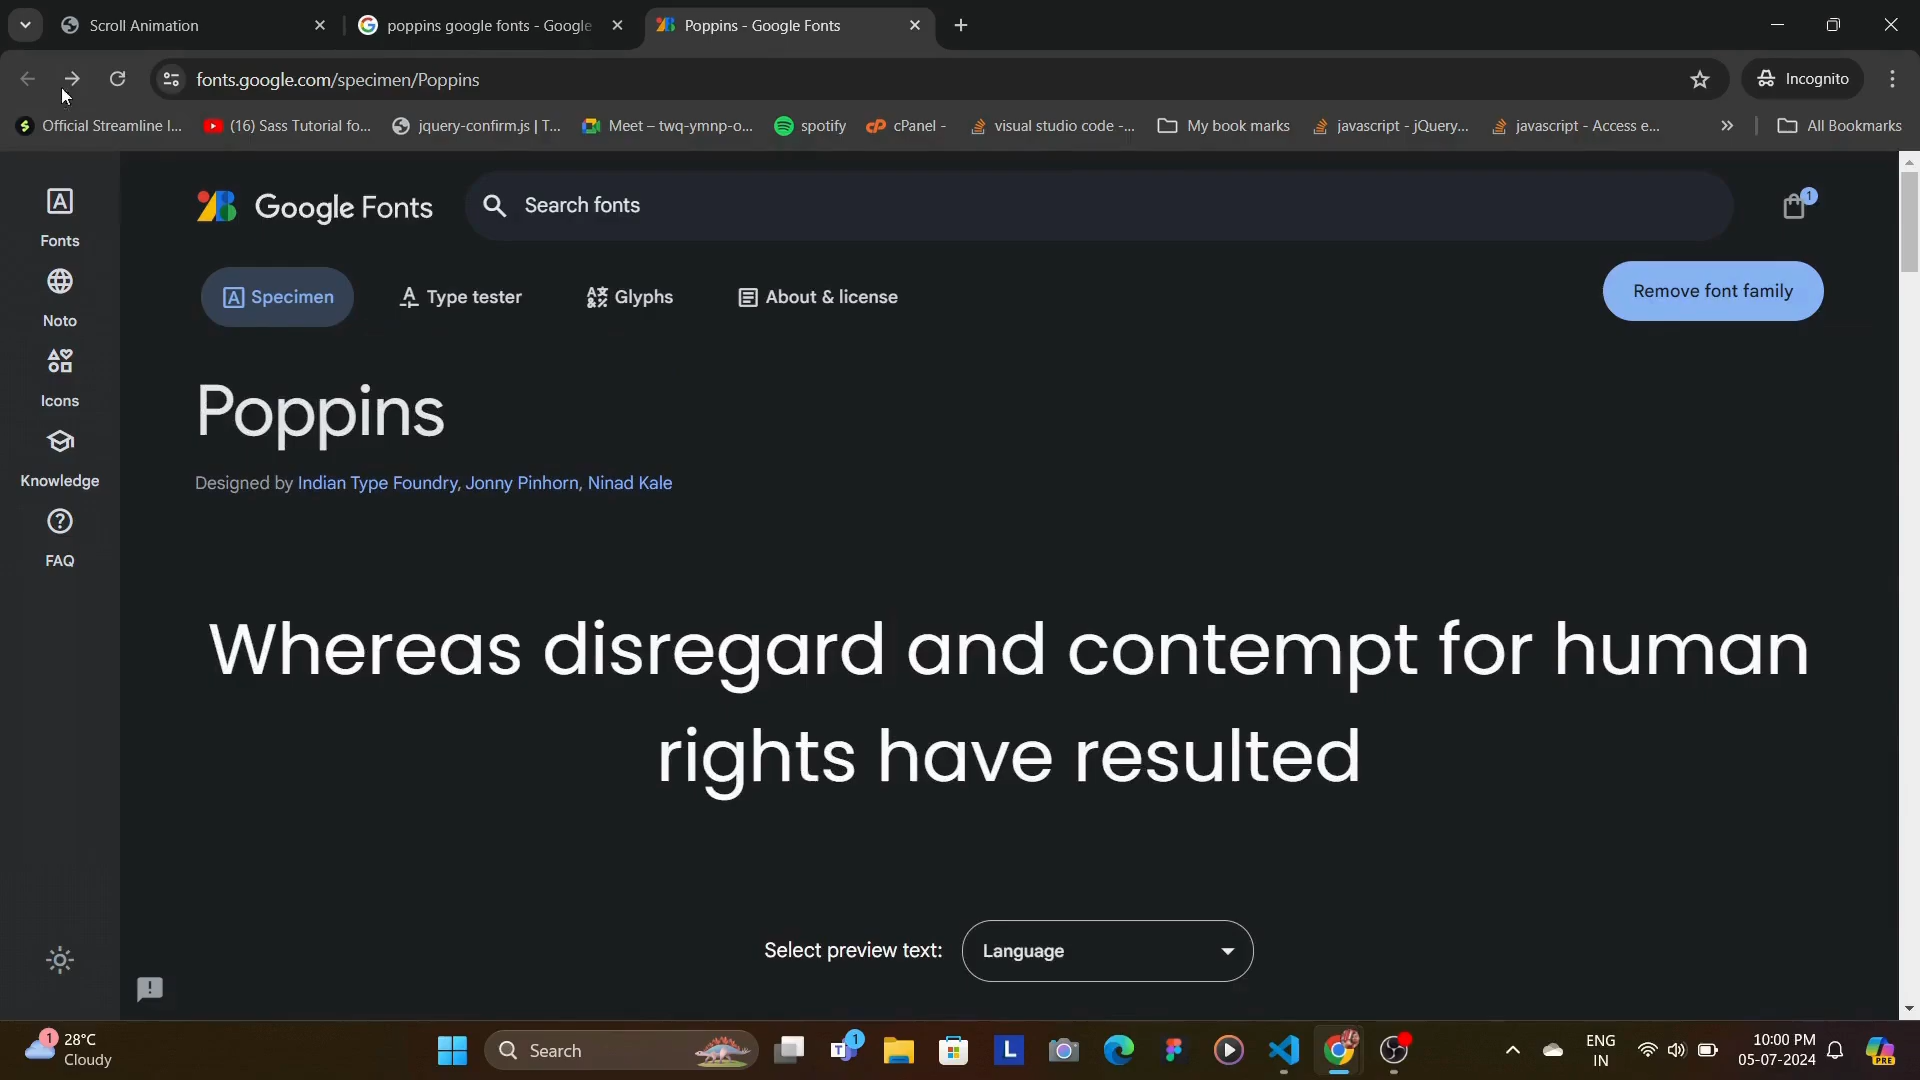 Scroll Animation
poppins google fonts - Google
Poppins - Google Fonts
fonts.google.com/specimen/Poppins
Incognito
Official Streamline I...
(16) Sass Tutorial fo...
jquery-confirm.js | T...
Meet – twq-ymnp-o...
spotify
cPanel -
visual studio code -...
My book marks
javascript - jQuery...
javascript - Access e...
All Bookmarks
Google Fonts
Search fonts
1
Fonts
Noto
Icons
Knowledge
FAQ
Specimen
Type tester
Glyphs
About & license
Remove font family
Poppins
Designed by Indian Type Foundry, Jonny Pinhorn, Ninad Kale
Whereas disregard and contempt for human
rights have resulted
Select preview text:
Language
1
28°C
Cloudy
Search
1
L
ENG
IN
10:00 PM
05-07-2024
PRE